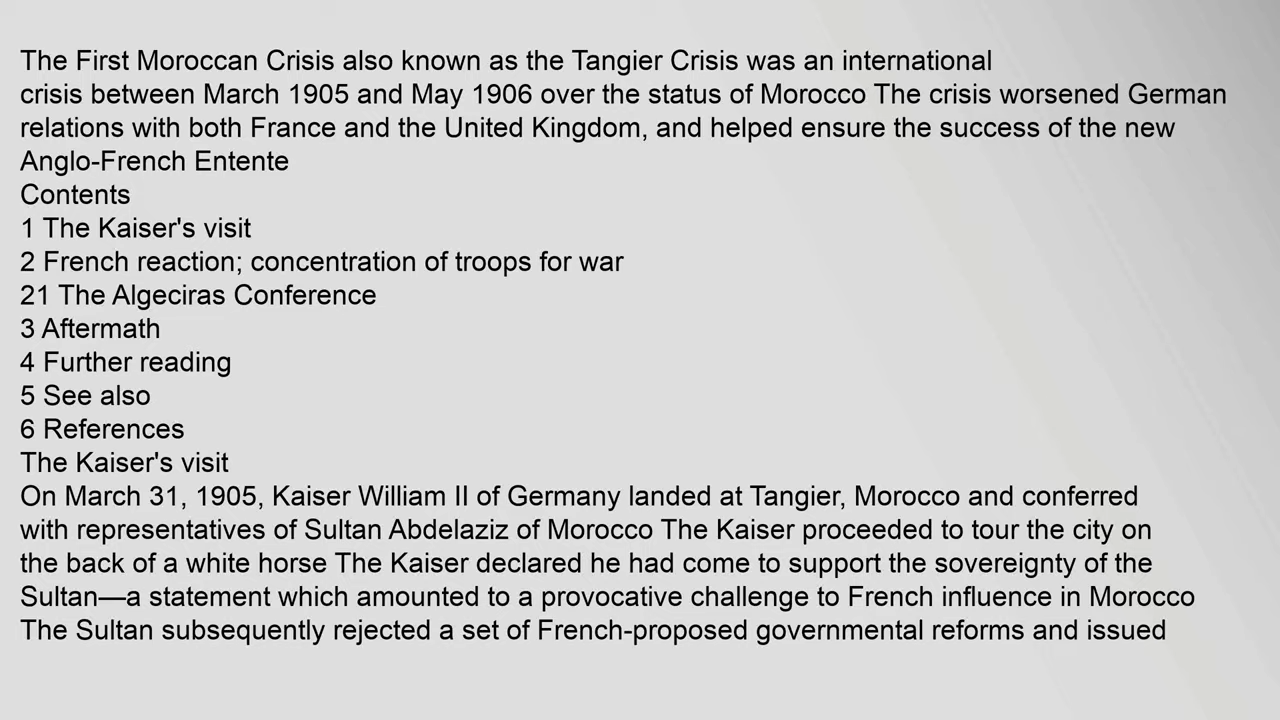 The First Moroccan Crisis also known as the Tangier Crisis was an international
crisis between March 1905 and May 1906 over the status of Morocco The crisis worsened German
relations with both France and the United Kingdom, and helped ensure the success of the new
Anglo-French Entente
Contents
1 The Kaiser's visit
2 French reaction; concentration of troops for war
21 The Algeciras Conference
3 Aftermath
4 Further reading
5 See also
6 References
The Kaiser's visit
On March 31, 1905, Kaiser William II of Germany landed at Tangier, Morocco and conferred
with representatives of Sultan Abdelaziz of Morocco The Kaiser proceeded to tour the city on
the back of a white horse The Kaiser declared he had come to support the sovereignty of the
Sultan—a statement which amounted to a provocative challenge to French influence in Morocco
The Sultan subsequently rejected a set of French-proposed governmental reforms and issued